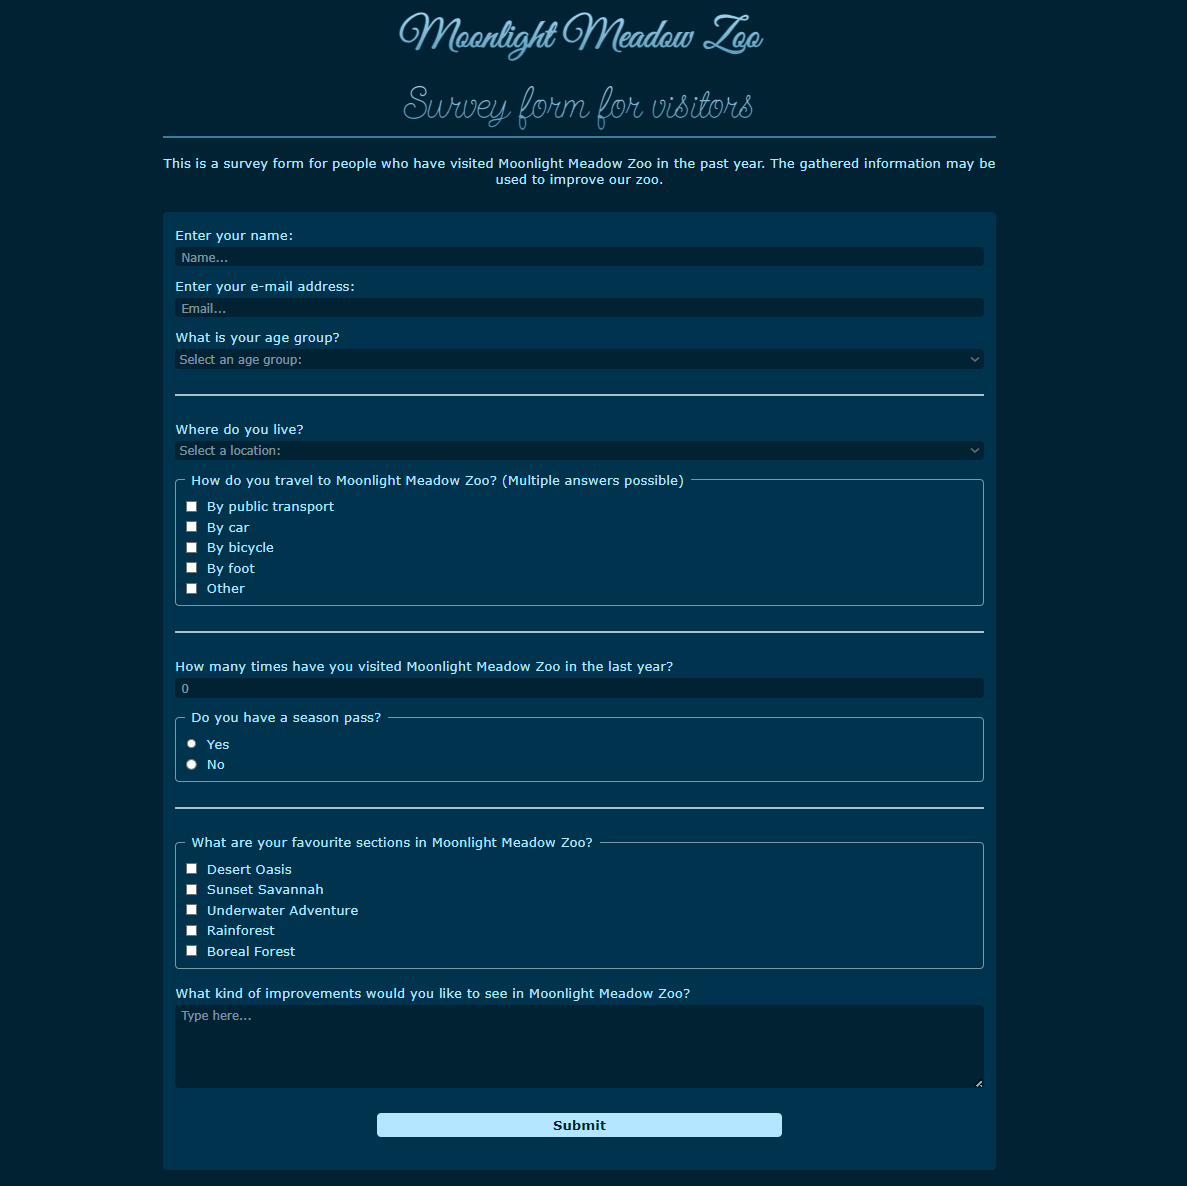 Moonlight Meadow Zoo
Survey form for visitors
This is a survey form for people who have visited Moonlight Meadow Zoo in the past year. The gathered information may be
used to improve our zoo.
Enter your name:
Name...
Enter your e-mail address:
Email...
What is your age group?
Select an age group:
Where do you live?
Select a location:
How do you travel to Moonlight Meadow Zoo? (Multiple answers possible)
By public transport
By car
By bicycle
By foot
Other
How many times have you visited Moonlight Meadow Zoo in the last year?
0
Do you have a season pass?
Yes
No
What are your favourite sections in Moonlight Meadow Zoo?
Desert Oasis
Sunset Savannah
Underwater Adventure
Rainforest
Boreal Forest
What kind of improvements would you like to see in Moonlight Meadow Zoo?
Type here...
Submit